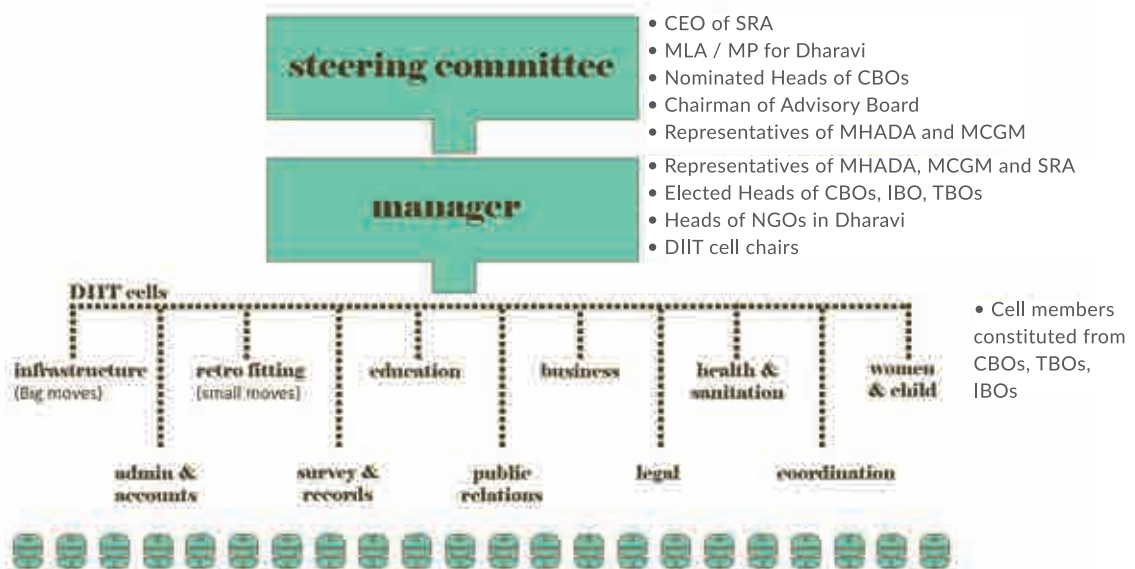 steering committee
• CEO of SRA
• MLA / MP for Dharavi
• Nominated Heads of CBOs
• Chairman of Advisory Board
• Representatives of MHADA and MCGM
manager
• Representatives of MHADA, MCGM and SRA
• Elected Heads of CBOs, IBO, TBOs
• Heads of NGOs in Dharavi
• DIIT cell chairs
DIIT cells
• Cell members
constituted from
CBOs, TBOs,
IBOs
infrastructure
(Big moves)
retro fitting
(small moves)
education
business
health &
sanitation
women
& child
admin &
accounts
survey &
records
public
relations
legal
coordination